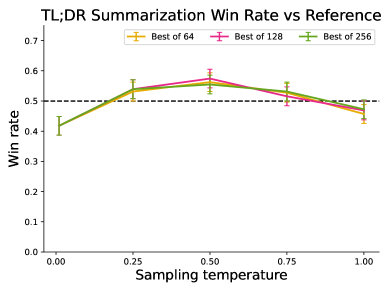 TL;DR Summarization Win Rate vs Reference
Best of 64 Best of 128 Best of 256
0.7
0.6
0.5
0.4
0.3
0.2
0.1
0.0
Win rate
0.00 0.25 0.50 0.75 1.00
Sampling temperature